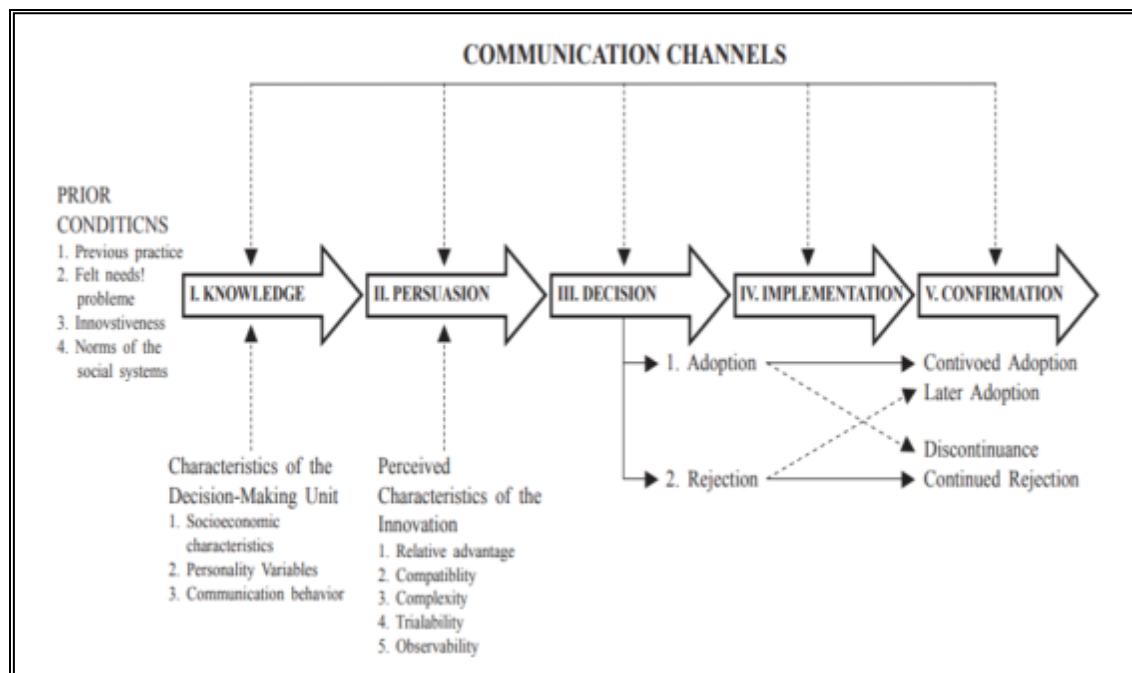 COMMUNICATION CHANNELS
PRIOR
CONDITICNS
1. Previous practice
2. Felt needs!
probleme
3. Innovstiveness
4. Norms of the
social systems
I. KNOWLEDGE
II. PERSUASION
III. DECISION
IV. IMPLEMENTATION
V. CONFIRMATION
1. Adoption
Contivoed Adoption
Later Adoption
Discontinuance
2. Rejection
Continued Rejection
Characteristics of the
Decision-Making Unit
1. Socioeconomic
characteristics
2. Personality Variables
3. Communication behavior
Perceived
Characteristics of the
Innovation
1. Relative advantage
2. Compatiblity
3. Complexity
4. Trialability
5. Observability